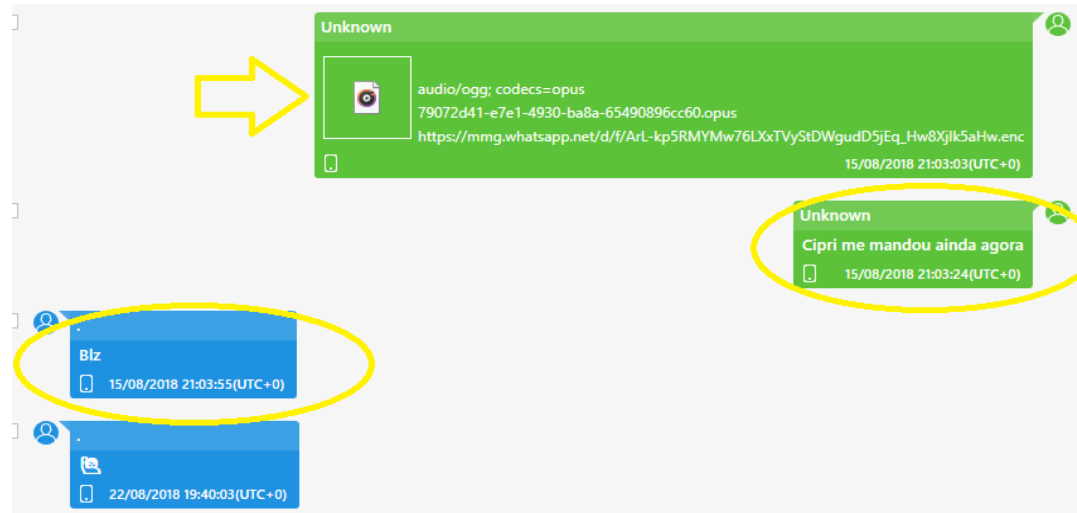 Unknown
audio/ogg; codecs=opus
79072d41-e7e1-4930-ba8a-65490896cc60.opus
https://mmg.whatsapp.net/d/f/ArL-kp5RMYMw76LXxTVyStDWgudD5jEq_Hw8XjIk5aHw.enc
15/08/2018 21:03:03(UTC+0)
Unknown
Cipri me mandou ainda agora
15/08/2018 21:03:24(UTC+0)
.
Blz
15/08/2018 21:03:55(UTC+0)
.
22/08/2018 19:40:03(UTC+0)